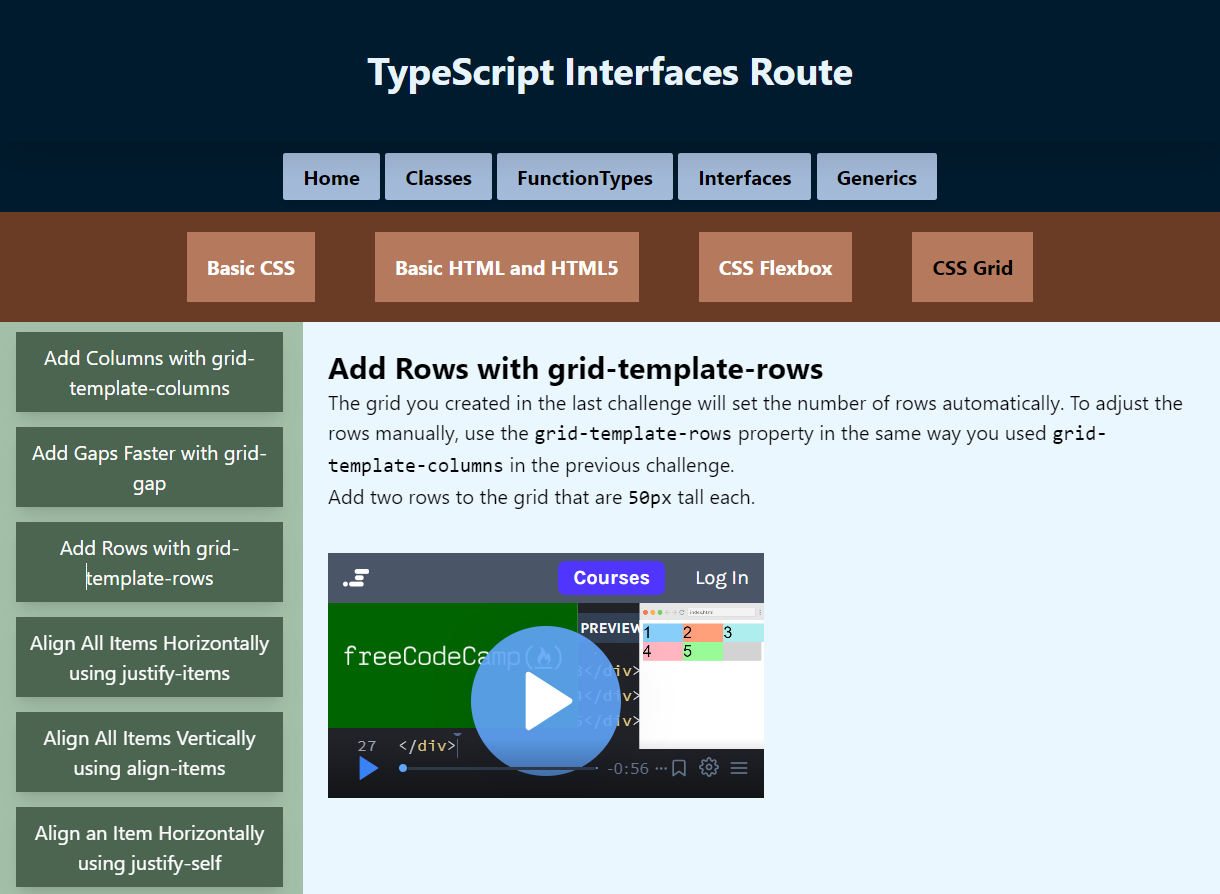 TypeScript Interfaces Route
Home
Classes
FunctionTypes
Interfaces
Generics
Basic CSS
Basic HTML and HTML5
CSS Flexbox
CSS Grid
Add Columns with grid-
template-columns
Add Gaps Faster with grid-
gap
Add Rows with grid-
template-rows
Align All Items Horizontally
using justify-items
Align All Items Vertically
using align-items
Align an Item Horizontally
using justify-self
Add Rows with grid-template-rows
The grid you created in the last challenge will set the number of rows automatically. To adjust the
rows manually, use the grid-template-rows property in the same way you used grid-
template-columns in the previous challenge.
Add two rows to the grid that are 50px tall each.
Courses
Log In
freeCodeCamp(🔥)
PREVIEW
1 2 3
4 5
</div>
</div>
</div>
27 </div>
-0:56